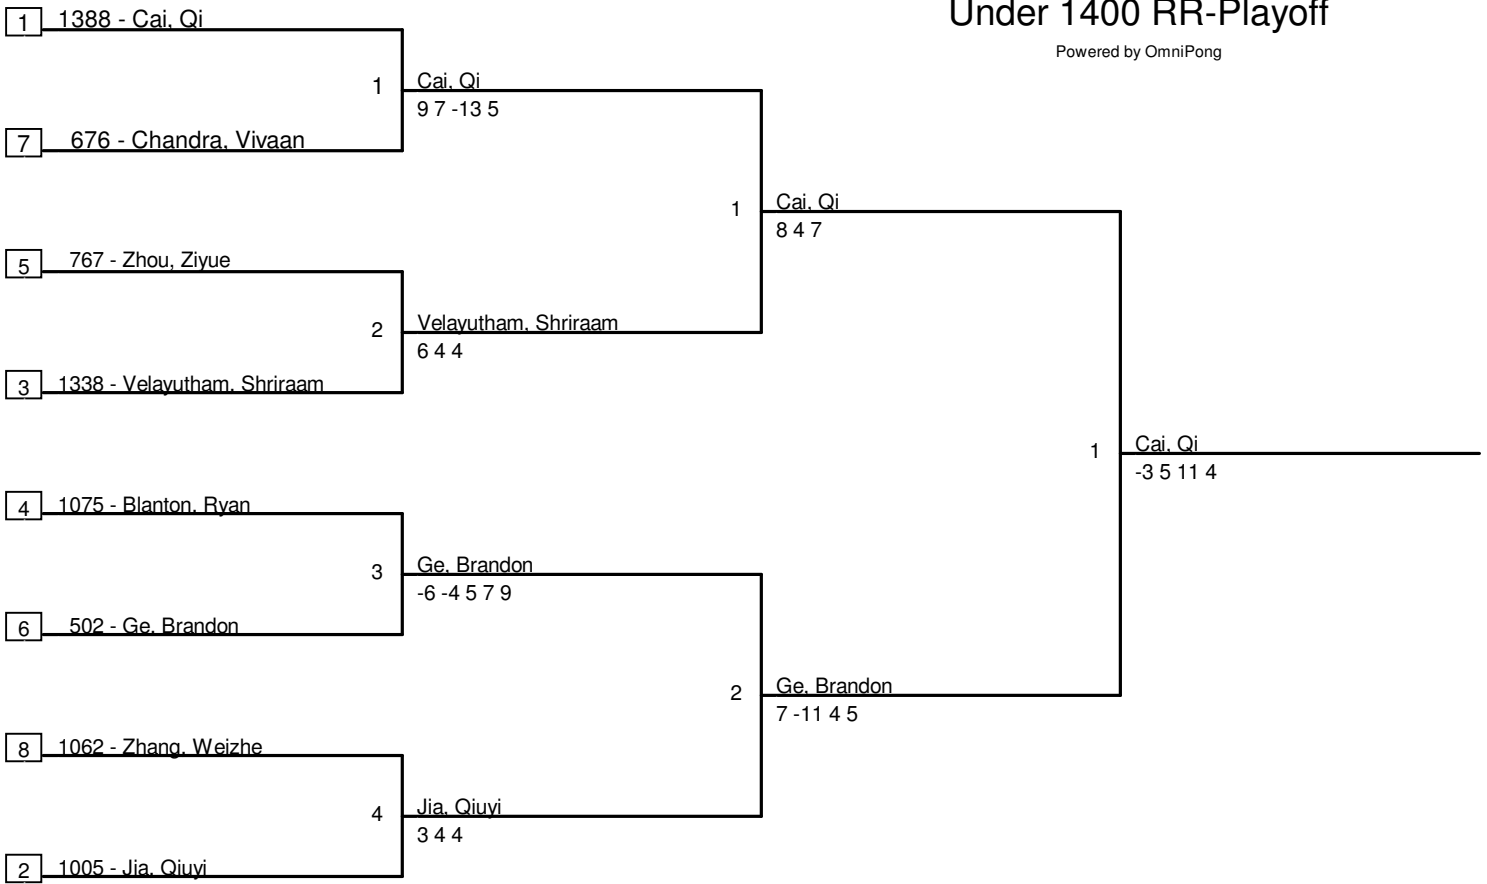 Under 1400 RR-Playoff
Powered by OmniPong
1 1388 - Cai, Qi
1 Cai, Qi
9 7 -13 5
7 676 - Chandra, Vivaan
1 Cai, Qi
8 4 7
5 767 - Zhou, Ziyue
2 Velayutham, Shriraam
6 4 4
3 1338 - Velayutham, Shriraam
1 Cai, Qi
-3 5 11 4
4 1075 - Blanton, Ryan
3 Ge, Brandon
-6 -4 5 7 9
6 502 - Ge, Brandon
2 Ge, Brandon
7 -11 4 5
8 1062 - Zhang, Weizhe
4 Jia, Qiuyi
3 4 4
2 1005 - Jia, Qiuyi